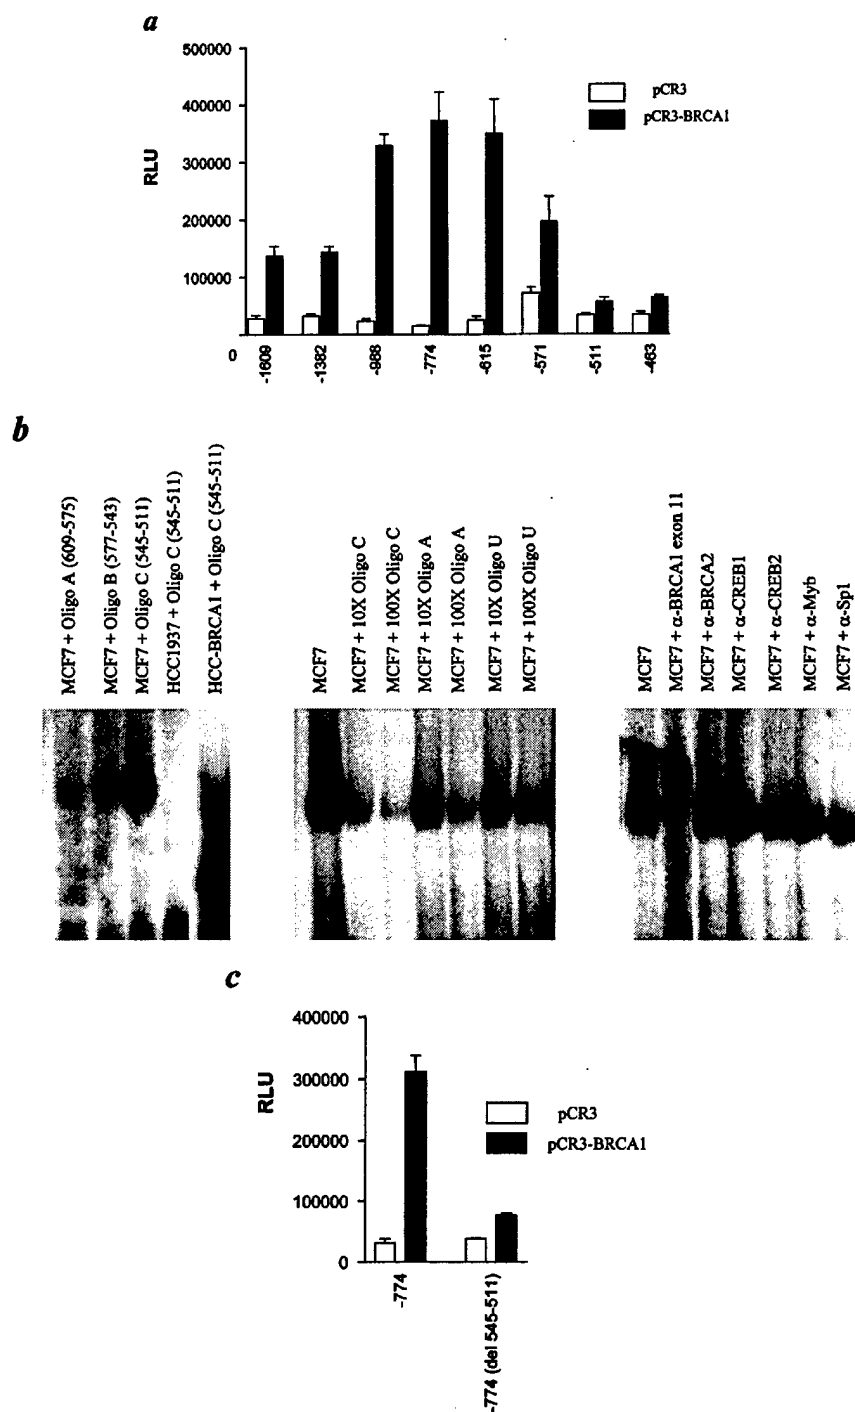 a
500000
400000
300000
200000
100000
0
RLU
pCR3
pCR3-BRCA1
-1609
-1382
-988
-774
-615
-571
-511
-463
b
MCF7 + Oligo A (609-575)
MCF7 + Oligo B (577-543)
MCF7 + Oligo C (545-511)
HCC1937 + Oligo C (545-511)
HCC-BRCA1 + Oligo C (545-511)
MCF7
MCF7 + 10X Oligo C
MCF7 + 100X Oligo C
MCF7 + 10X Oligo A
MCF7 + 100X Oligo A
MCF7 + 10X Oligo U
MCF7 + 100X Oligo U
MCF7
MCF7 + α-BRCA1 exon 11
MCF7 + α-BRCA2
MCF7 + α-CREB1
MCF7 + α-CREB2
MCF7 + α-Myb
MCF7 + α-Sp1
c
400000
300000
200000
100000
0
RLU
pCR3
pCR3-BRCA1
-774
-774 (del 545-511)